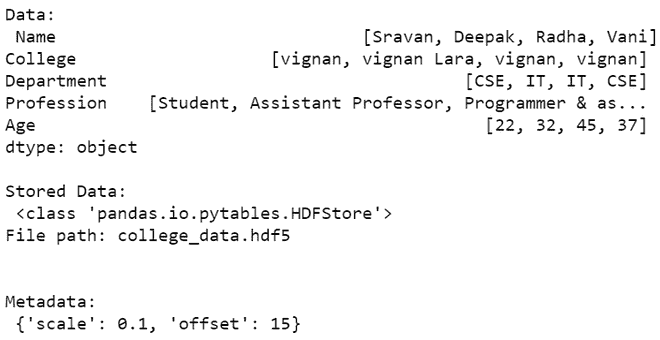 Data:
Name [Sravan, Deepak, Radha, Vani]
College [vignan, vignan Lara, vignan, vignan]
Department [CSE, IT, IT, CSE]
Profession [Student, Assistant Professor, Programmer & as...
Age [22, 32, 45, 37]
dtype: object
Stored Data:
<class 'pandas.io.pytables.HDFStore'>
File path: college_data.hdf5
Metadata:
{'scale': 0.1, 'offset': 15}